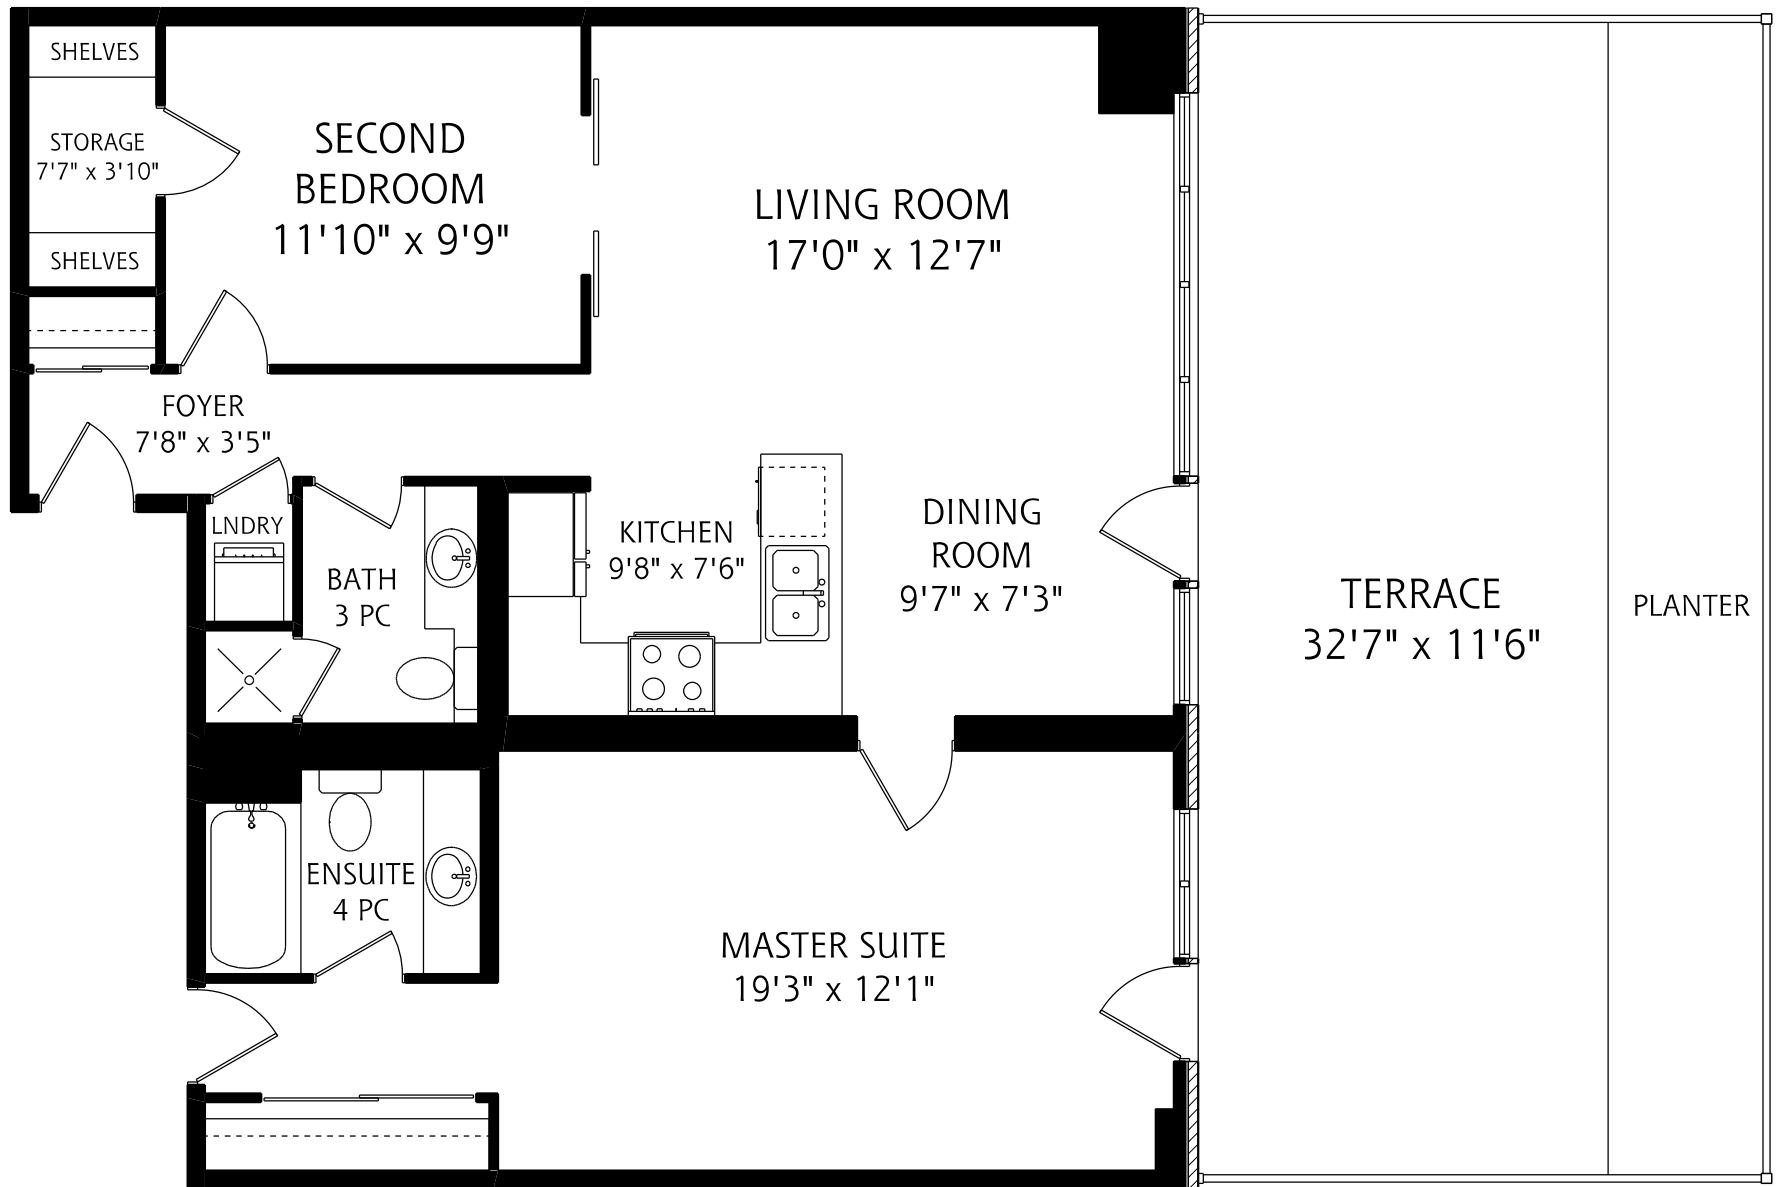 SHELVES
STORAGE
7'7" x 3'10"
SHELVES
SECOND
BEDROOM
11'10" x 9'9"
LIVING ROOM
17'0" x 12'7"
FOYER
7'8" x 3'5"
LNDRY
BATH
3 PC
KITCHEN
9'8" x 7'6"
DINING
ROOM
9'7" x 7'3"
TERRACE
32'7" x 11'6"
PLANTER
ENSUITE
4 PC
MASTER SUITE
19'3" x 12'1"